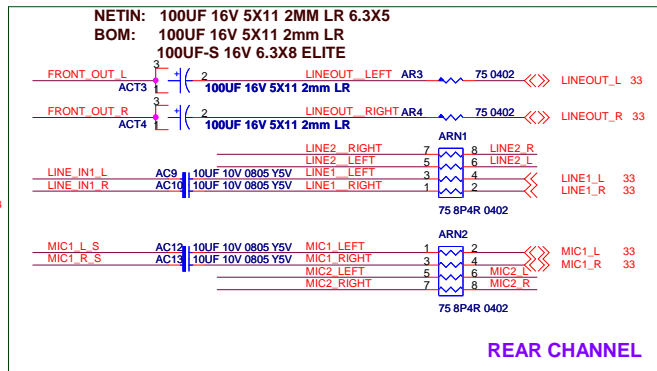 NETIN: 100UF 16V 5X11 2MM LR 6.3X5
BOM: 100UF 16V 5X11 2mm LR
100UF-S 16V 6.3X8 ELITE
FRONT_OUT_L 3 1 ACT3 + 2 100UF 16V 5X11 2mm LR LINEOUT__LEFT AR3 75 0402 LINEOUT_L 33
FRONT_OUT_R 3 1 ACT4 + 2 100UF 16V 5X11 2mm LR LINEOUT__RIGHT AR4 75 0402 LINEOUT_R 33
ARN1
LINE2__RIGHT 7 8 LINE2_R
LINE2__LEFT 5 6 LINE2_L
LINE_IN1_L AC9 10UF 10V 0805 Y5V LINE1__LEFT 3 4 LINE1_L 33
LINE_IN1_R AC10 10UF 10V 0805 Y5V LINE1__RIGHT 1 2 LINE1_R 33
75 8P4R 0402
ARN2
MIC1_L_S AC12 10UF 10V 0805 Y5V MIC1_LEFT 1 2 MIC1_L 33
MIC1_R_S AC13 10UF 10V 0805 Y5V MIC1_RIGHT 3 4 MIC1_R 33
MIC2_LEFT 5 6 MIC2_L
MIC2_RIGHT 7 8 MIC2_R
75 8P4R 0402
REAR CHANNEL